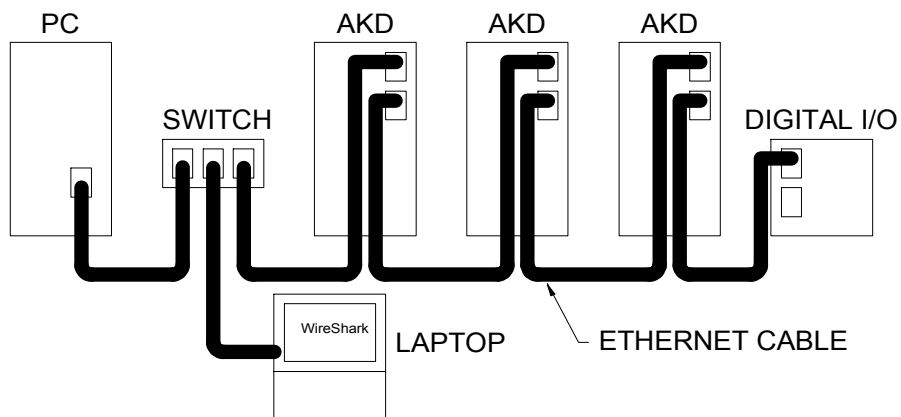 PC
AKD
AKD
AKD
SWITCH
DIGITAL I/O
WireShark
LAPTOP
ETHERNET CABLE